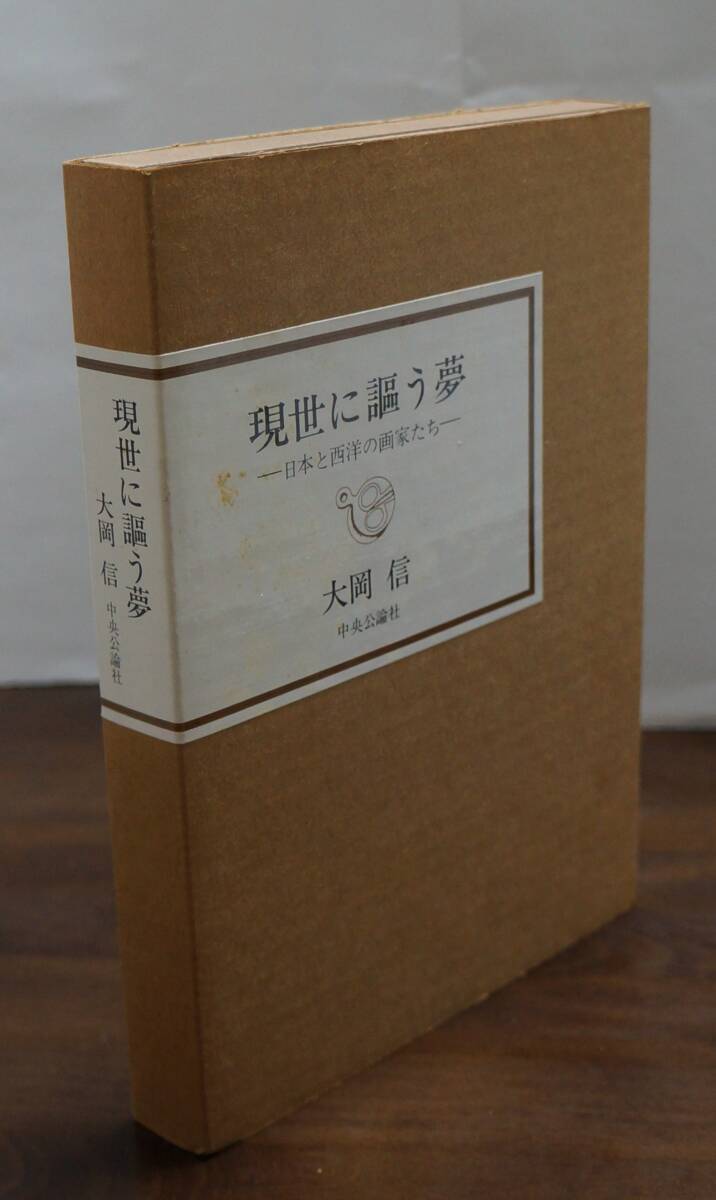 現世に謳う夢
―日本と西洋の画家たち―
大岡 信
中央公論社
現世に謳う夢
大岡 信
中央公論社